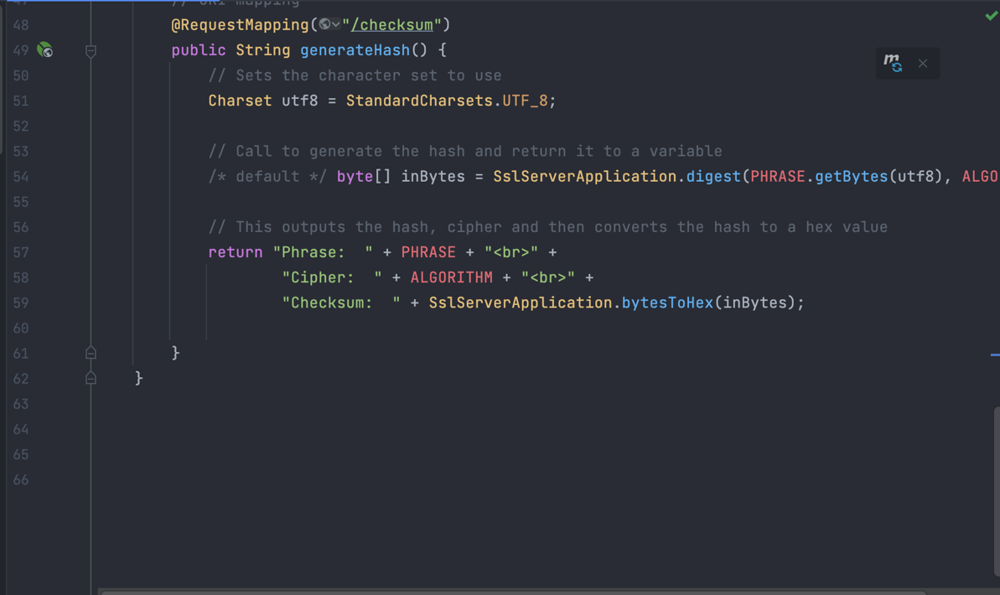 // URI mapping
48 @RequestMapping("/checksum")
49 public String generateHash() {
50 // Sets the character set to use
51 Charset utf8 = StandardCharsets.UTF_8;
52
53 // Call to generate the hash and return it to a variable
54 /* default */ byte[] inBytes = SslServerApplication.digest(PHRASE.getBytes(utf8), ALGO
55
56 // This outputs the hash, cipher and then converts the hash to a hex value
57 return "Phrase:  " + PHRASE + "<br>" +
58 "Cipher:  " + ALGORITHM + "<br>" +
59 "Checksum:  " + SslServerApplication.bytesToHex(inBytes);
60
61 }
62 }
63
64
65
66